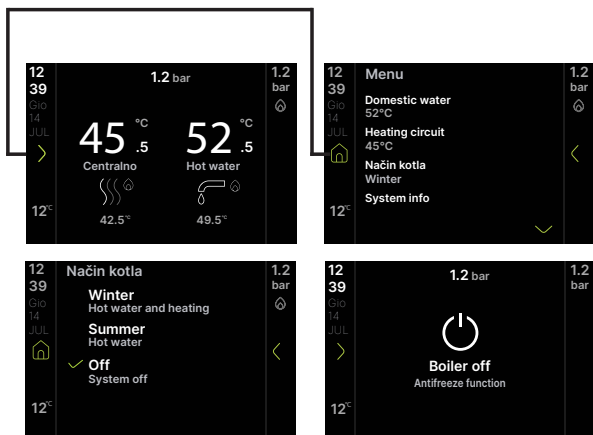 12
39
Gio
14
JUL
12°C
1.2 bar
45.5 °C
Centralno
42.5°C
52.5 °C
Hot water
49.5°C
1.2
bar
12
39
Gio
14
JUL
12°C
Menu
Domestic water
52°C
Heating circuit
45°C
Način kotla
Winter
System info
1.2
bar
12
39
Gio
14
JUL
12°C
Način kotla
Winter
Hot water and heating
Summer
Hot water
Off
System off
1.2
bar
12
39
Gio
14
JUL
12°C
1.2 bar
Boiler off
Antifreeze function
1.2
bar